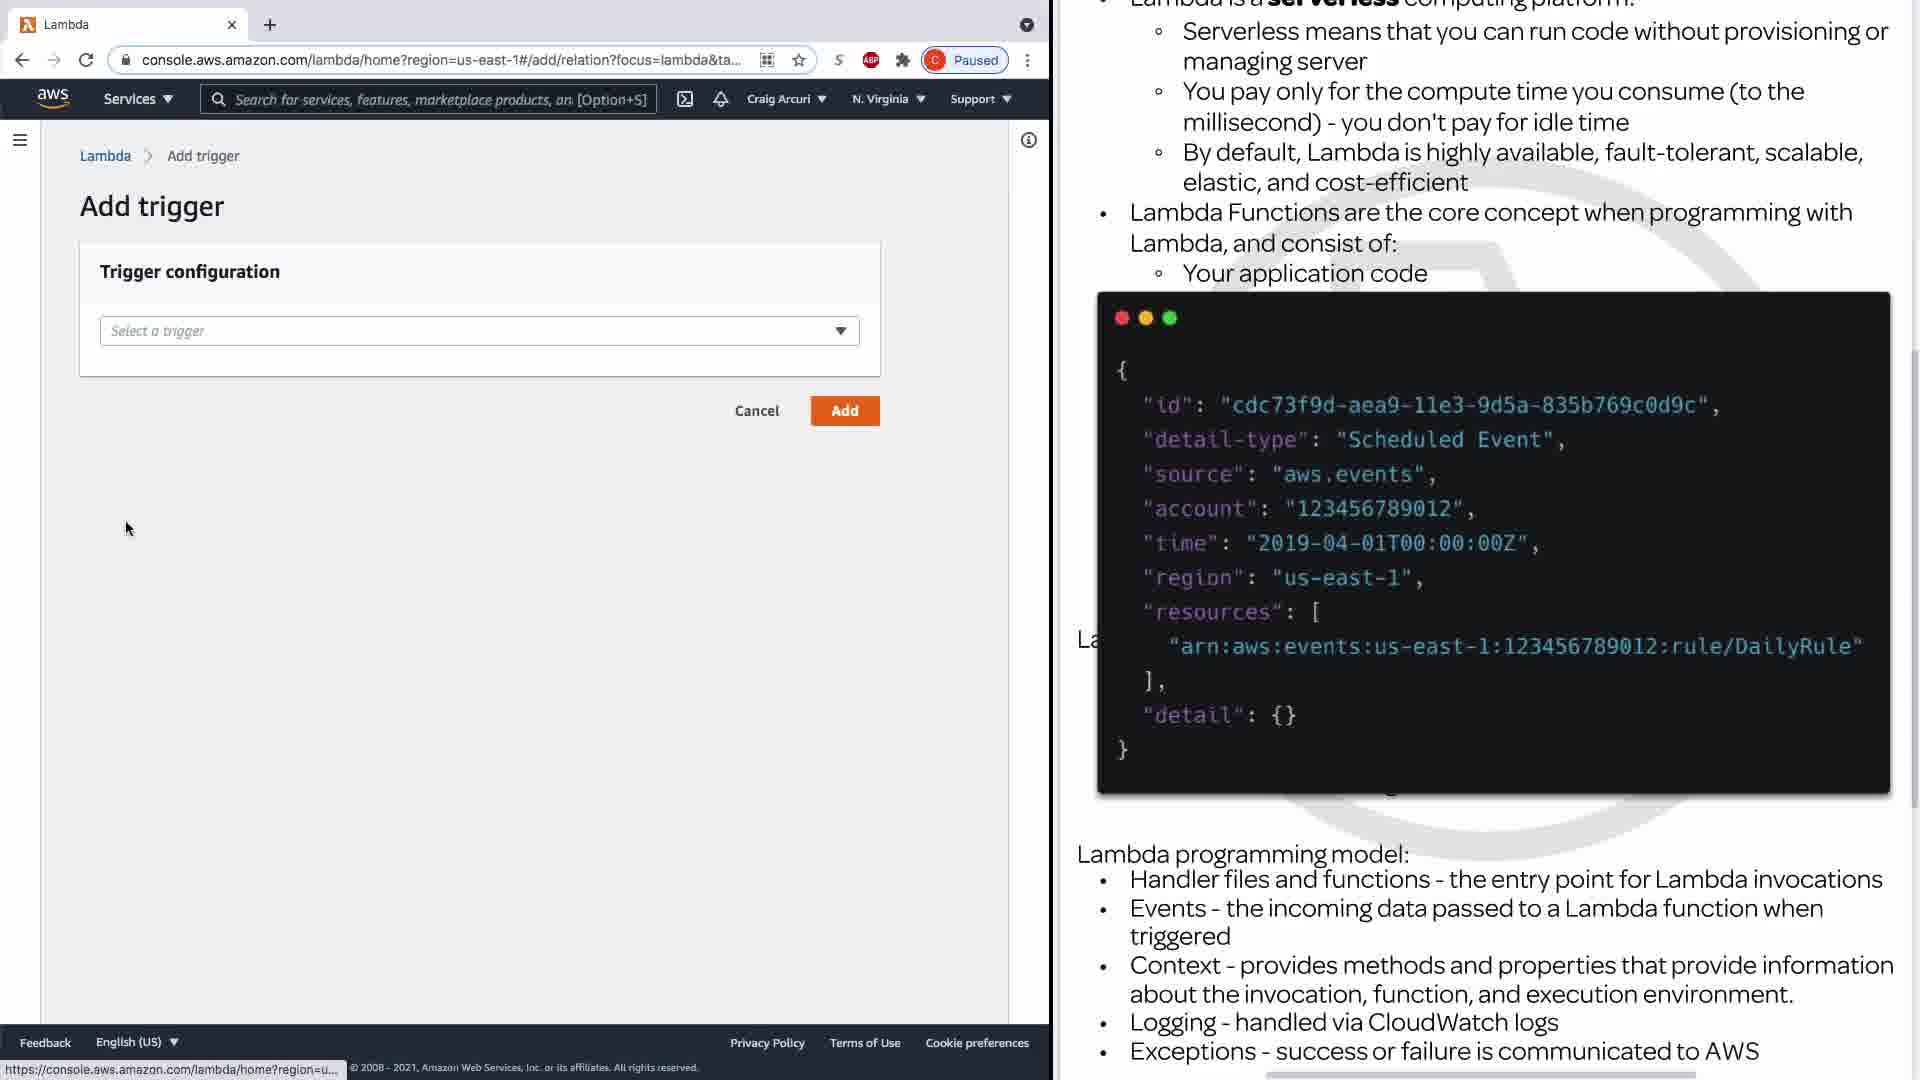 Lambda
console.aws.amazon.com/lambda/home?region=us-east-1#/add/relation?focus=lambda&ta...
S
ABP
C Paused
aws
Services
Search for services, features, marketplace products, an [Option+S]
Craig Arcuri
N. Virginia
Support
Lambda > Add trigger
Add trigger
Trigger configuration
Select a trigger
Cancel
Add
Feedback
English (US)
Privacy Policy
Terms of Use
Cookie preferences
https://console.aws.amazon.com/lambda/home?region=u...
© 2008 - 2021, Amazon Web Services, Inc. or its affiliates. All rights reserved.
• Lambda is a serverless computing platform.
◦ Serverless means that you can run code without provisioning or
managing server
◦ You pay only for the compute time you consume (to the
millisecond) - you don't pay for idle time
◦ By default, Lambda is highly available, fault-tolerant, scalable,
elastic, and cost-efficient
• Lambda Functions are the core concept when programming with
Lambda, and consist of:
◦ Your application code
{
"id": "cdc73f9d-aea9-11e3-9d5a-835b769c0d9c",
"detail-type": "Scheduled Event",
"source": "aws.events",
"account": "123456789012",
"time": "2019-04-01T00:00:00Z",
"region": "us-east-1",
"resources": [
La
"arn:aws:events:us-east-1:123456789012:rule/DailyRule"
],
"detail": {}
}
Lambda programming model:
• Handler files and functions - the entry point for Lambda invocations
• Events - the incoming data passed to a Lambda function when
triggered
• Context - provides methods and properties that provide information
about the invocation, function, and execution environment.
• Logging - handled via CloudWatch logs
• Exceptions - success or failure is communicated to AWS